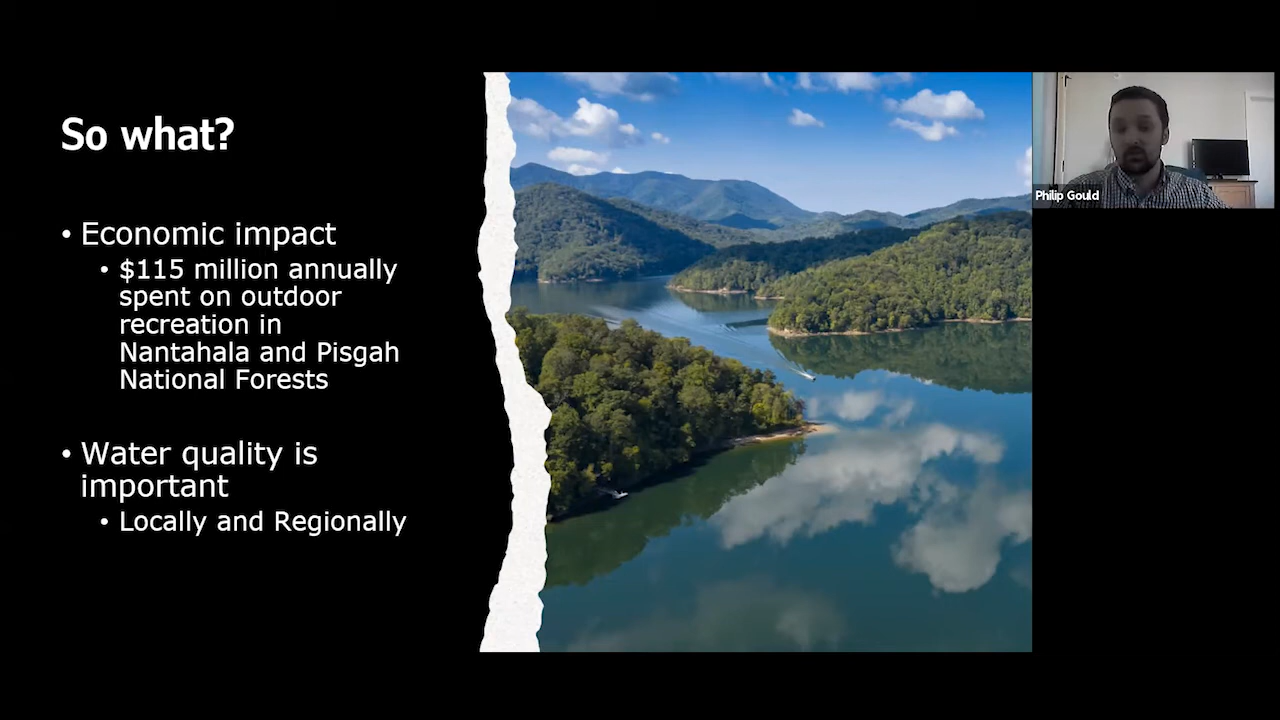 So what?
• Economic impact
• $115 million annually
spent on outdoor
recreation in
Nantahala and Pisgah
National Forests
• Water quality is
important
• Locally and Regionally
Philip Gould